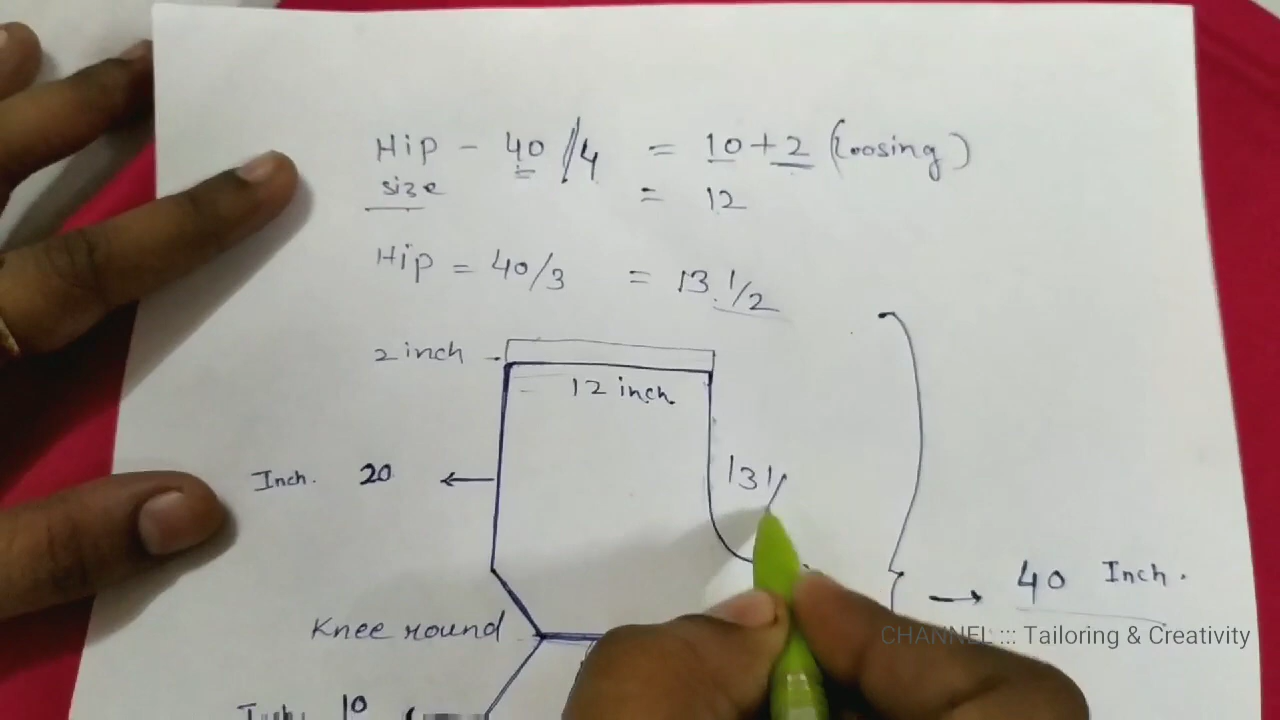 Hip - 40 //4 = 10+2 (Loosing)
size = 12
Hip = 40/3 = 13 1/2
2 inch
12 inch.
Inch. 20
13 1/
40 Inch.
Knee round
CHANNEL ::: Tailoring & Creativity
10